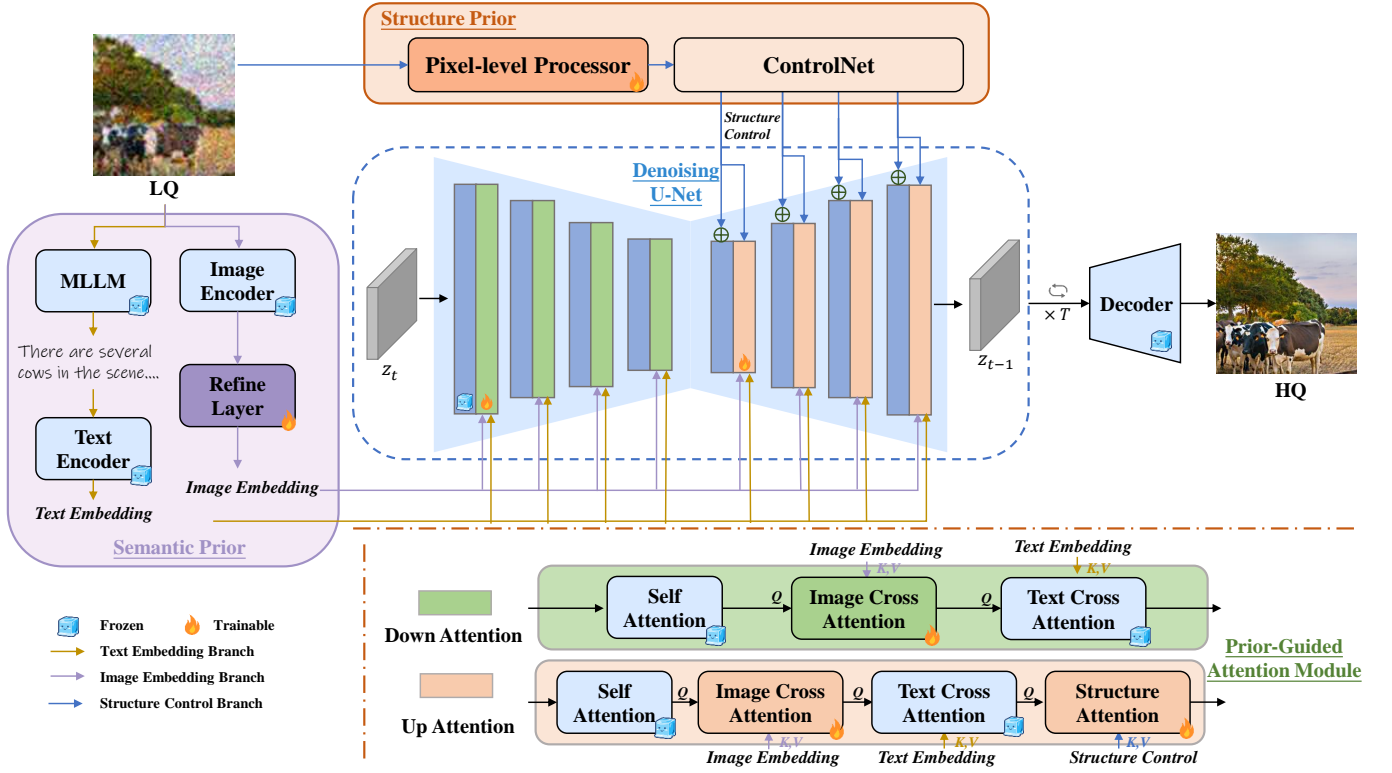 Structure Prior
Pixel-level Processor
ControlNet
Structure
Control
LQ
Denoising
U-Net
MLLM
Image
Encoder
There are several
cows in the scene....
Refine
Layer
Text
Encoder
Image Embedding
Text Embedding
Semantic Prior
z_t
z_{t−1}
× T
Decoder
HQ
Frozen
Trainable
Text Embedding Branch
Image Embedding Branch
Structure Control Branch
Image Embedding
Text Embedding
K,V
K,V
Down Attention
Self
Attention
Q
Image Cross
Attention
Q
Text Cross
Attention
Prior-Guided
Attention Module
Up Attention
Self
Attention
Q
Image Cross
Attention
Q
Text Cross
Attention
Q
Structure
Attention
K,V
K,V
K,V
Image Embedding
Text Embedding
Structure Control